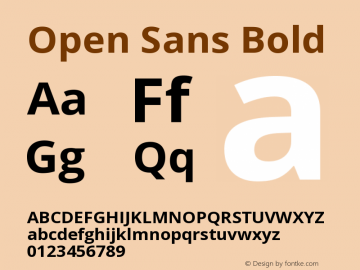 Open Sans Bold
Aa Ff a
Gg Qq
ABCDEFGHIJKLMNOPQRSTUVWXYZ
abcdefghijklmnopqrstuvwxyz
0123456789
© Design by fontke.com